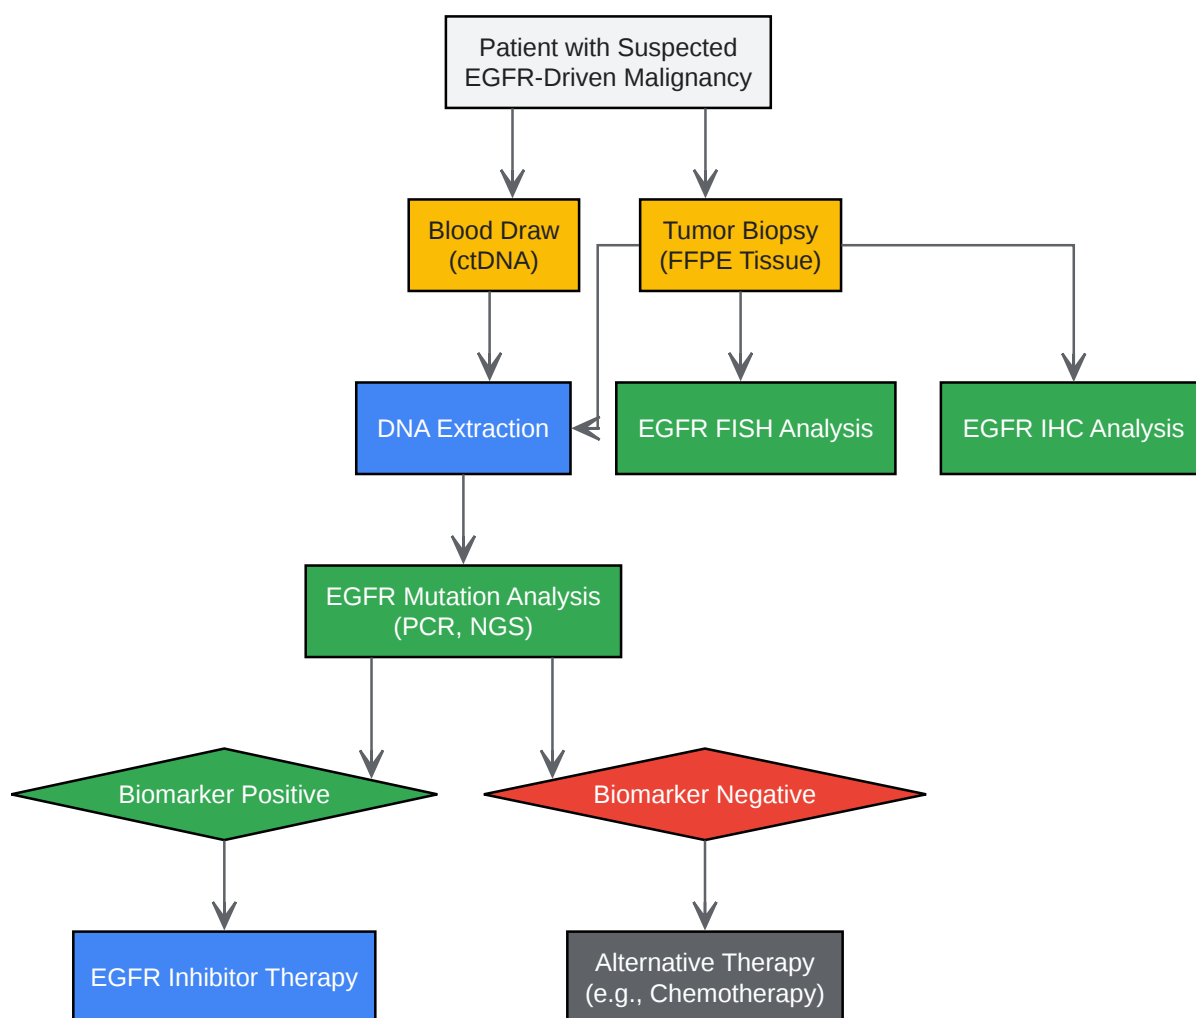 Patient with Suspected
EGFR-Driven Malignancy
Blood Draw
(ctDNA)
Tumor Biopsy
(FFPE Tissue)
DNA Extraction
EGFR FISH Analysis
EGFR IHC Analysis
EGFR Mutation Analysis
(PCR, NGS)
Biomarker Positive
Biomarker Negative
EGFR Inhibitor Therapy
Alternative Therapy
(e.g., Chemotherapy)